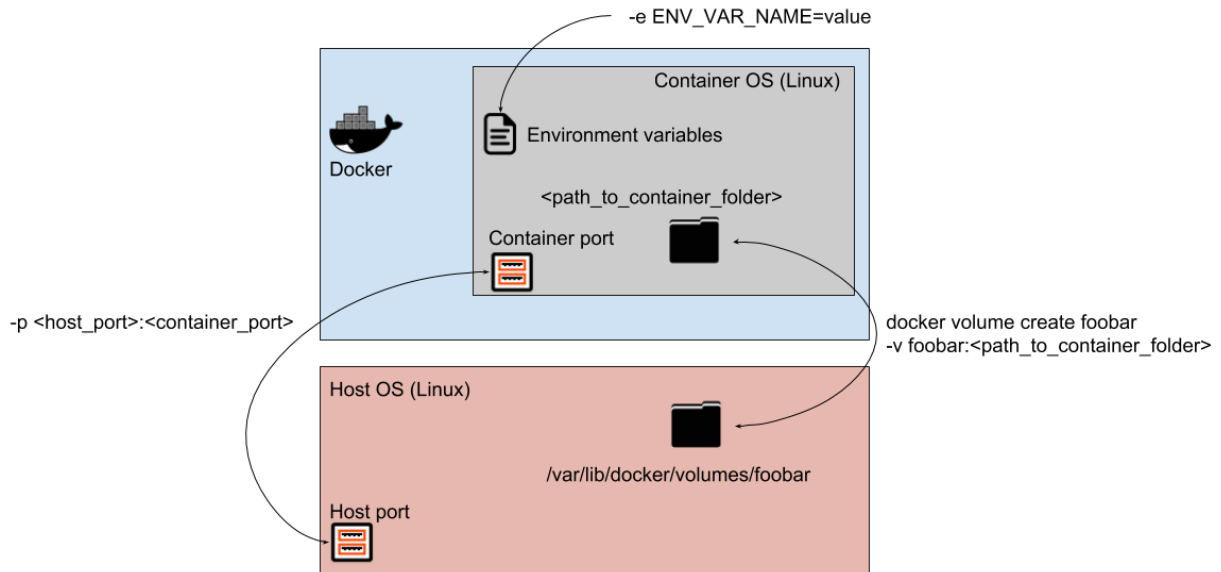 -e ENV_VAR_NAME=value
Container OS (Linux)
Environment variables
Docker
<path_to_container_folder>
Container port
-p <host_port>:<container_port>
docker volume create foobar
-v foobar:<path_to_container_folder>
Host OS (Linux)
/var/lib/docker/volumes/foobar
Host port